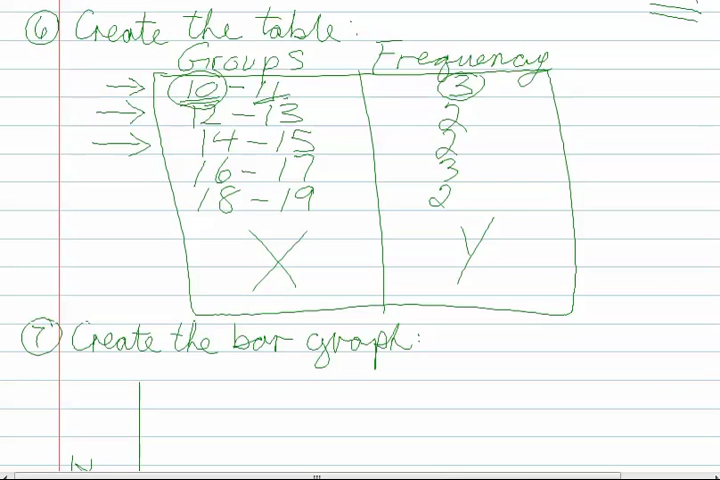 ⑥ Create the table:
Groups Frequency
10 - 11 3
12 - 13 2
14 - 15 2
16 - 17 3
18 - 19 2
X Y
⑦ Create the bar graph: